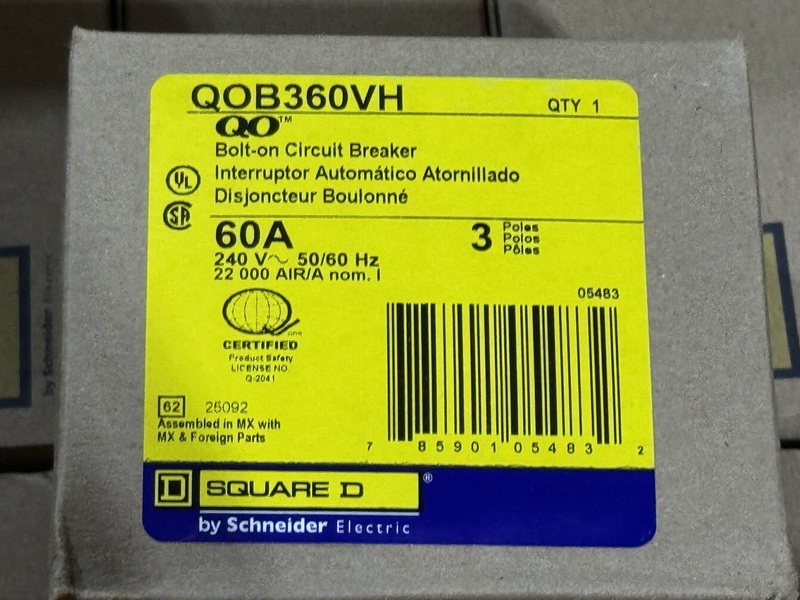 QOB360VH
QTY 1
QO™
Bolt-on Circuit Breaker
Interruptor Automático Atornillado
Disjoncteur Boulonné
UL
SA
60A
3 Poles
Polos
Pôles
240 V~ 50/60 Hz
22 000 AIR/A nom. I
05483
CERTIFIED
Product Safety
LICENSE NO.
Q-2041
62 25092
Assembled in MX with
MX & Foreign Parts
7 85901 05483 2
D SQUARE D ®
by Schneider Electric